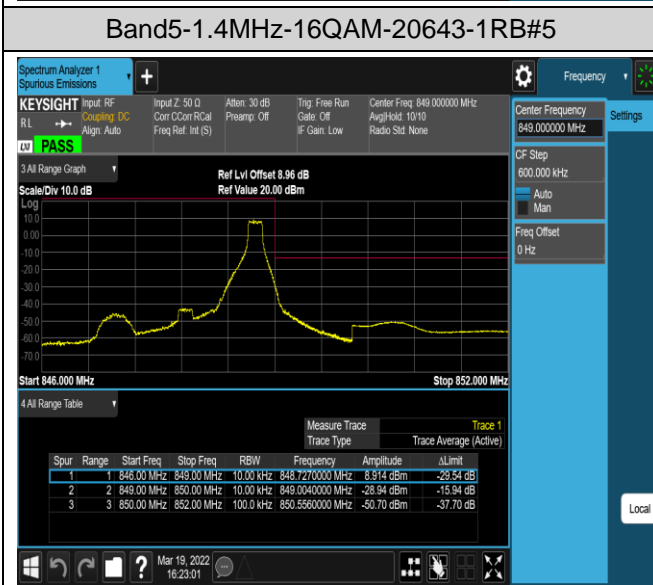 Band5-1.4MHz-16QAM-20643-1RB#5
Spectrum Analyzer 1
Spurious Emissions
+
Frequency
KEYSIGHT
RL
Input: RF
Coupling: DC
Align: Auto
Input Z: 50 Ω
Corr CCorr RCal
Freq Ref: Int (S)
Atten: 30 dB
Preamp: Off
Trig: Free Run
Gate: Off
IF Gain: Low
Center Freq: 849.000000 MHz
Avg|Hold: 10/10
Radio Std: None
LXI PASS
Center Frequency
849.000000 MHz
Settings
CF Step
600.000 kHz
Auto
Man
Freq Offset
0 Hz
3 All Range Graph
Ref Lvl Offset 8.96 dB
Scale/Div 10.0 dB
Ref Value 20.00 dBm
Log
10.0
0.00
-10.0
-20.0
-30.0
-40.0
-50.0
-60.0
-70.0
Start 846.000 MHz
Stop 852.000 MHz
4 All Range Table
Measure Trace Trace 1
Trace Type Trace Average (Active)
Spur Range Start Freq Stop Freq RBW Frequency Amplitude ΔLimit
1 1 846.00 MHz 849.00 MHz 10.00 kHz 848.7270000 MHz 8.914 dBm -29.54 dB
2 2 849.00 MHz 850.00 MHz 10.00 kHz 849.0040000 MHz -28.94 dBm -15.94 dB
3 3 850.00 MHz 852.00 MHz 100.0 kHz 850.5560000 MHz -50.70 dBm -37.70 dB
Local
?
Mar 19, 2022
16:23:01